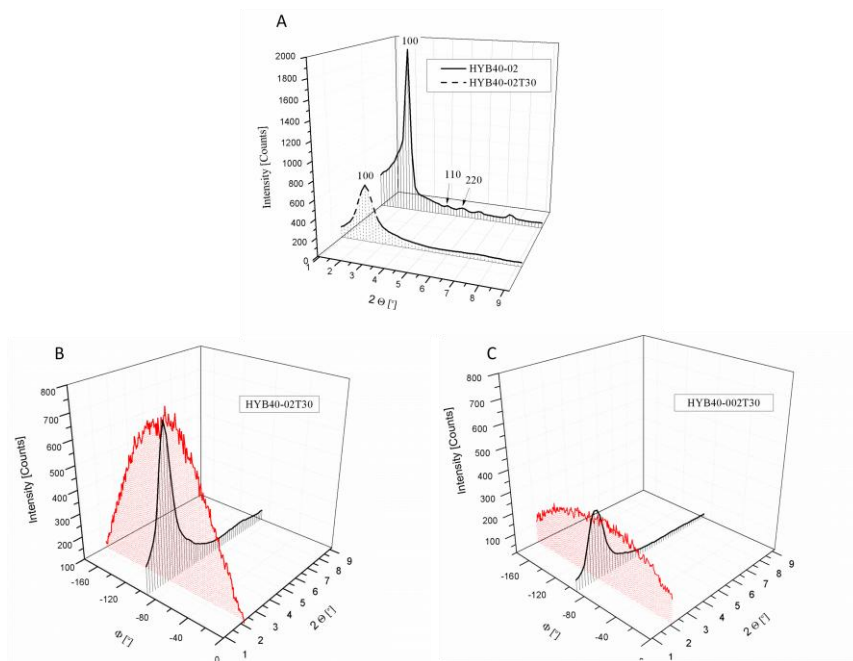 A
100
2000
1800
1600
1400
1200
1000
800
600
400
200
0
Intensity [Counts]
HYB40-02
HYB40-02T30
100
110
220
1 2 3 4 5 6 7 8 9
2 Θ [°]
B
800
700
600
500
400
300
200
100
Intensity [Counts]
HYB40-02T30
-160
-120
-80
-40
0
Φ [°]
1 2 3 4 5 6 7 8 9
2 Θ [°]
C
800
700
600
500
400
300
200
100
Intensity [Counts]
HYB40-002T30
-160
-120
-80
-40
Φ [°]
1 2 3 4 5 6 7 8 9
2 Θ [°]